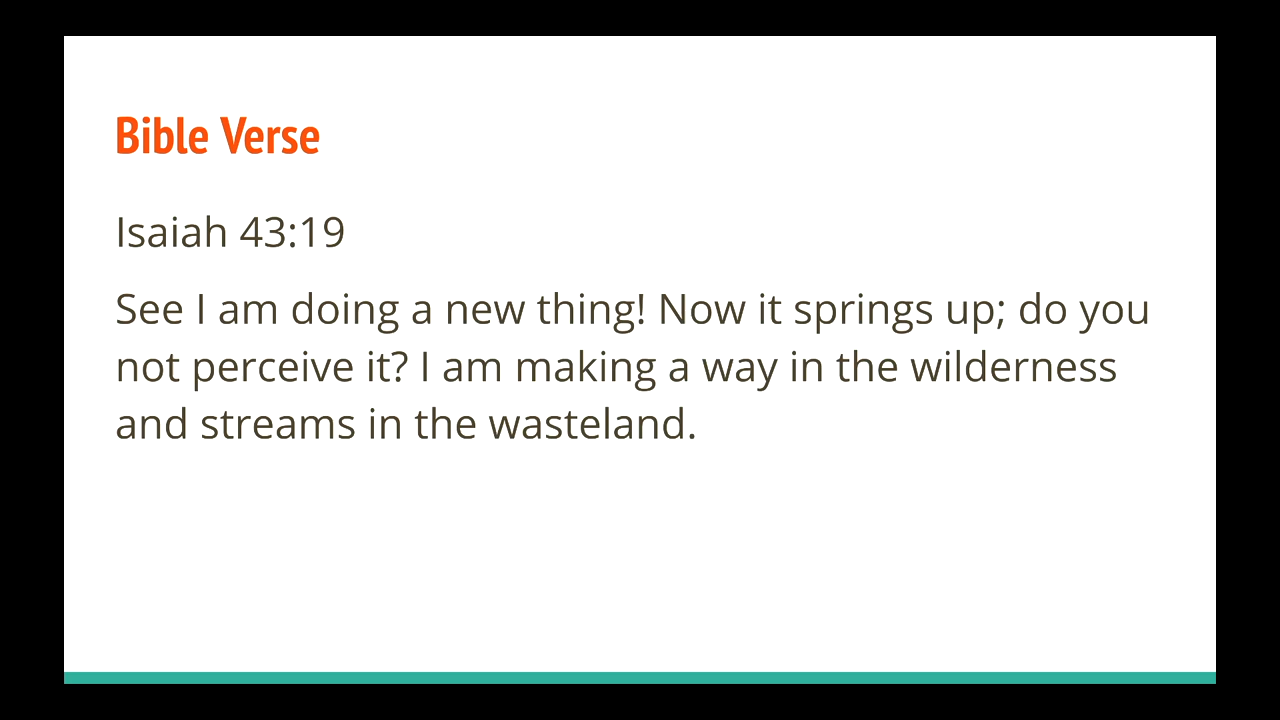 Bible Verse
Isaiah 43:19
See I am doing a new thing! Now it springs up; do you
not perceive it? I am making a way in the wilderness
and streams in the wasteland.